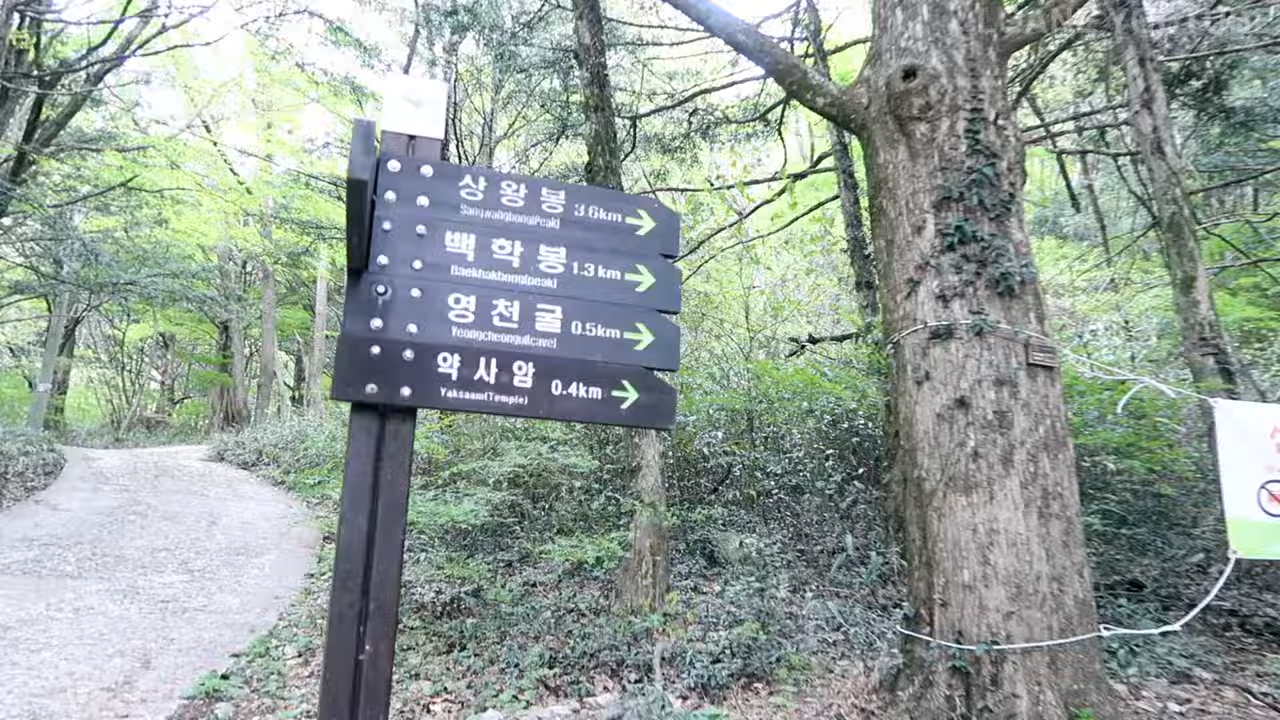 상왕봉 3.6km →
Sangwangbong(Peak)
백학봉 1.3km →
Baekhakbong(peak)
영천굴 0.5km →
Yeongcheongul(cave)
약사암 0.4km →
Yaksaam(Temple)